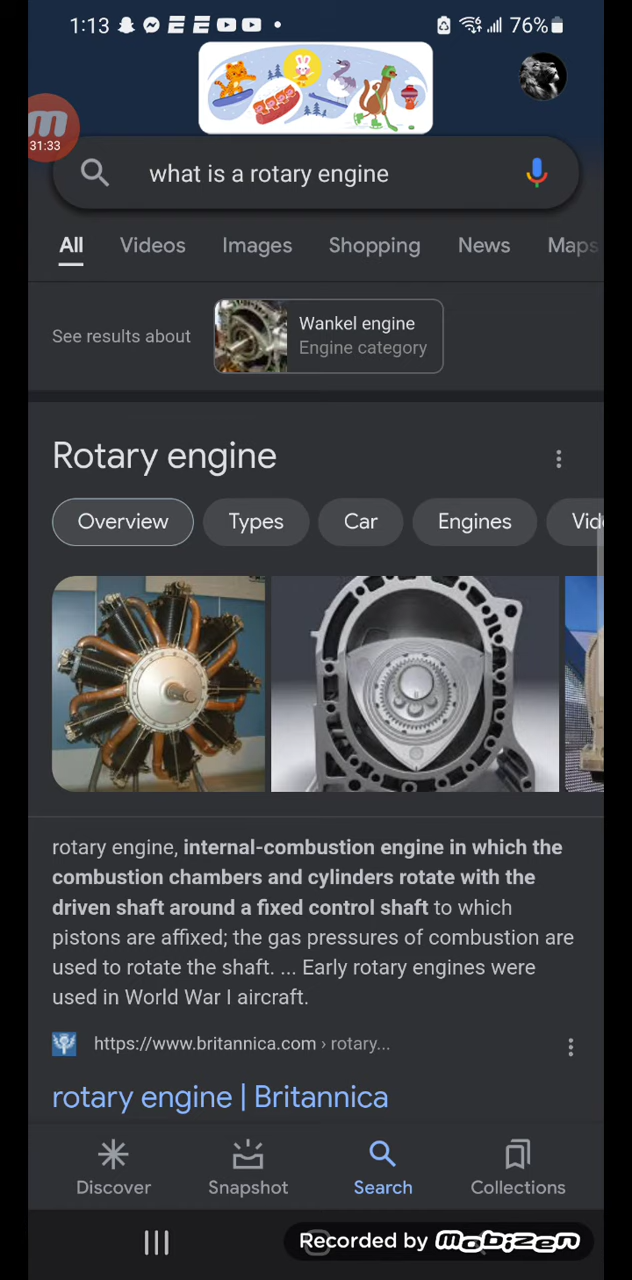 1:13
76%
31:33
what is a rotary engine
All Videos Images Shopping News Maps
See results about
Wankel engine
Engine category
Rotary engine
Overview Types Car Engines Vid
rotary engine, internal-combustion engine in which the
combustion chambers and cylinders rotate with the
driven shaft around a fixed control shaft to which
pistons are affixed; the gas pressures of combustion are
used to rotate the shaft. ... Early rotary engines were
used in World War I aircraft.
https://www.britannica.com › rotary...
rotary engine | Britannica
Discover Snapshot Search Collections
Recorded by mobizen